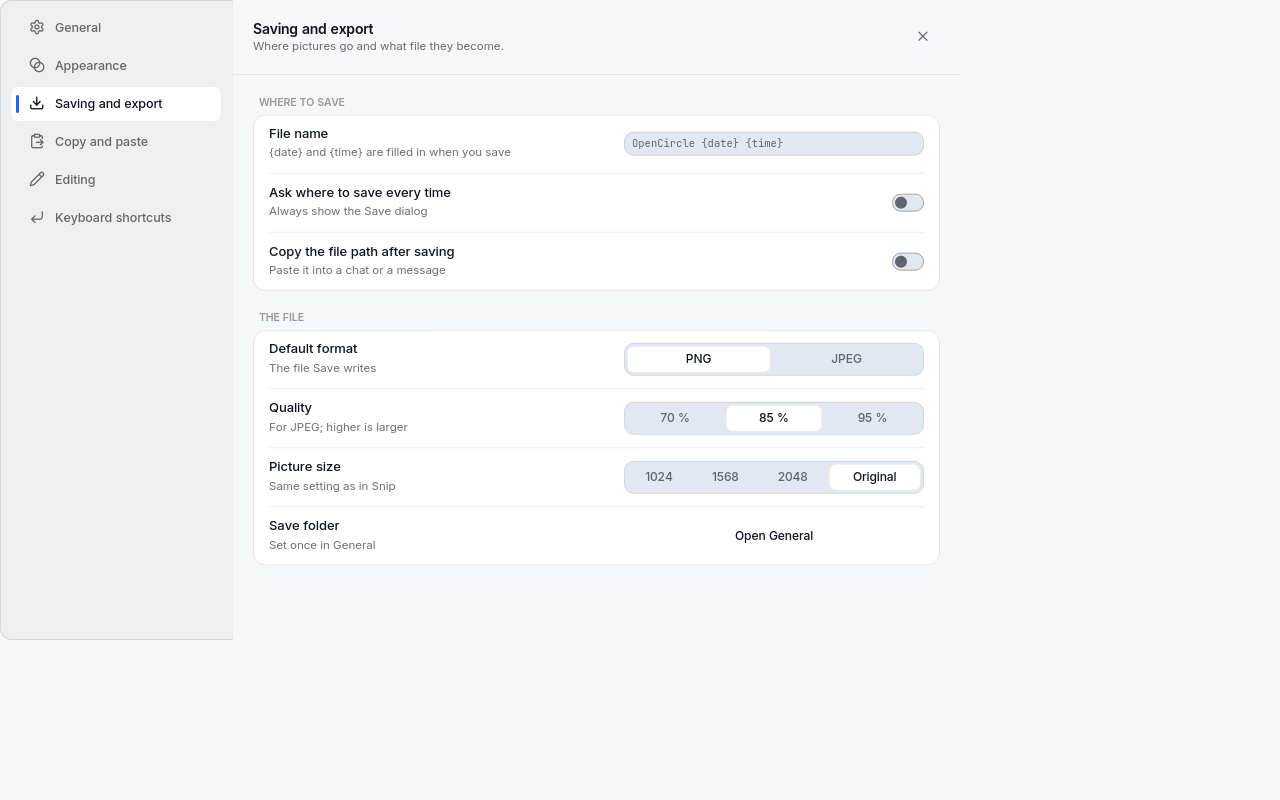 General
Appearance
Saving and export
Copy and paste
Editing
Keyboard shortcuts
Saving and export
Where pictures go and what file they become.
WHERE TO SAVE
File name
{date} and {time} are filled in when you save
OpenCircle {date} {time}
Ask where to save every time
Always show the Save dialog
Copy the file path after saving
Paste it into a chat or a message
THE FILE
Default format
The file Save writes
PNG JPEG
Quality
For JPEG; higher is larger
70 % 85 % 95 %
Picture size
Same setting as in Snip
1024 1568 2048 Original
Save folder
Set once in General
Open General